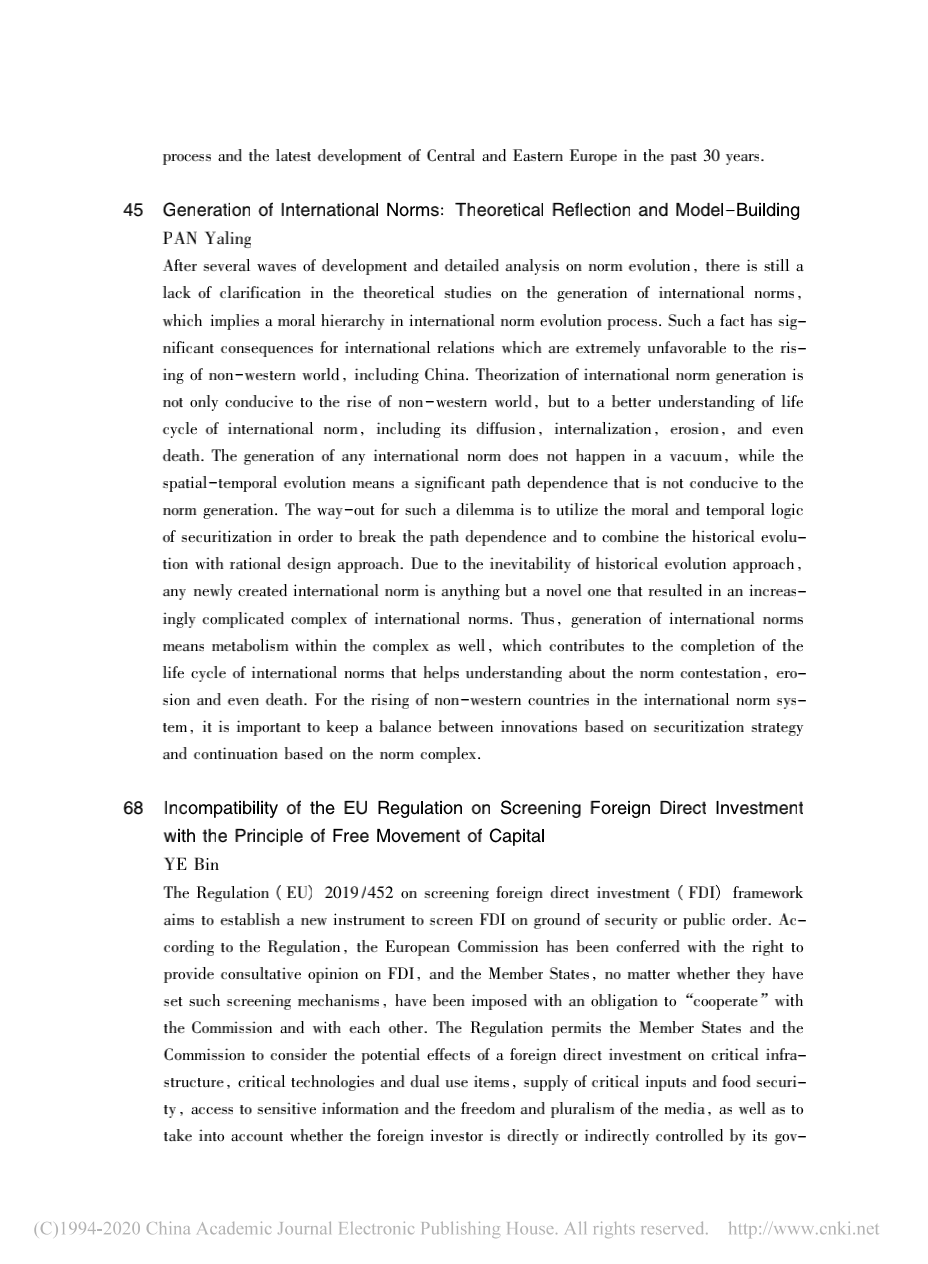 process and the latest development of Central and Eastern Europe in the past 30 years.
45 Generation of International Norms: Theoretical Reflection and Model-Building
PAN Yaling
After several waves of development and detailed analysis on norm evolution, there is still a
lack of clarification in the theoretical studies on the generation of international norms,
which implies a moral hierarchy in international norm evolution process. Such a fact has sig-
nificant consequences for international relations which are extremely unfavorable to the ris-
ing of non-western world, including China. Theorization of international norm generation is
not only conducive to the rise of non-western world, but to a better understanding of life
cycle of international norm, including its diffusion, internalization, erosion, and even
death. The generation of any international norm does not happen in a vacuum, while the
spatial-temporal evolution means a significant path dependence that is not conducive to the
norm generation. The way-out for such a dilemma is to utilize the moral and temporal logic
of securitization in order to break the path dependence and to combine the historical evolu-
tion with rational design approach. Due to the inevitability of historical evolution approach,
any newly created international norm is anything but a novel one that resulted in an increas-
ingly complicated complex of international norms. Thus, generation of international norms
means metabolism within the complex as well, which contributes to the completion of the
life cycle of international norms that helps understanding about the norm contestation, ero-
sion and even death. For the rising of non-western countries in the international norm sys-
tem, it is important to keep a balance between innovations based on securitization strategy
and continuation based on the norm complex.
68 Incompatibility of the EU Regulation on Screening Foreign Direct Investment
with the Principle of Free Movement of Capital
YE Bin
The Regulation (EU) 2019/452 on screening foreign direct investment (FDI) framework
aims to establish a new instrument to screen FDI on ground of security or public order. Ac-
cording to the Regulation, the European Commission has been conferred with the right to
provide consultative opinion on FDI, and the Member States, no matter whether they have
set such screening mechanisms, have been imposed with an obligation to “cooperate” with
the Commission and with each other. The Regulation permits the Member States and the
Commission to consider the potential effects of a foreign direct investment on critical infra-
structure, critical technologies and dual use items, supply of critical inputs and food securi-
ty, access to sensitive information and the freedom and pluralism of the media, as well as to
take into account whether the foreign investor is directly or indirectly controlled by its gov-
(C)1994-2020 China Academic Journal Electronic Publishing House. All rights reserved. http://www.cnki.net